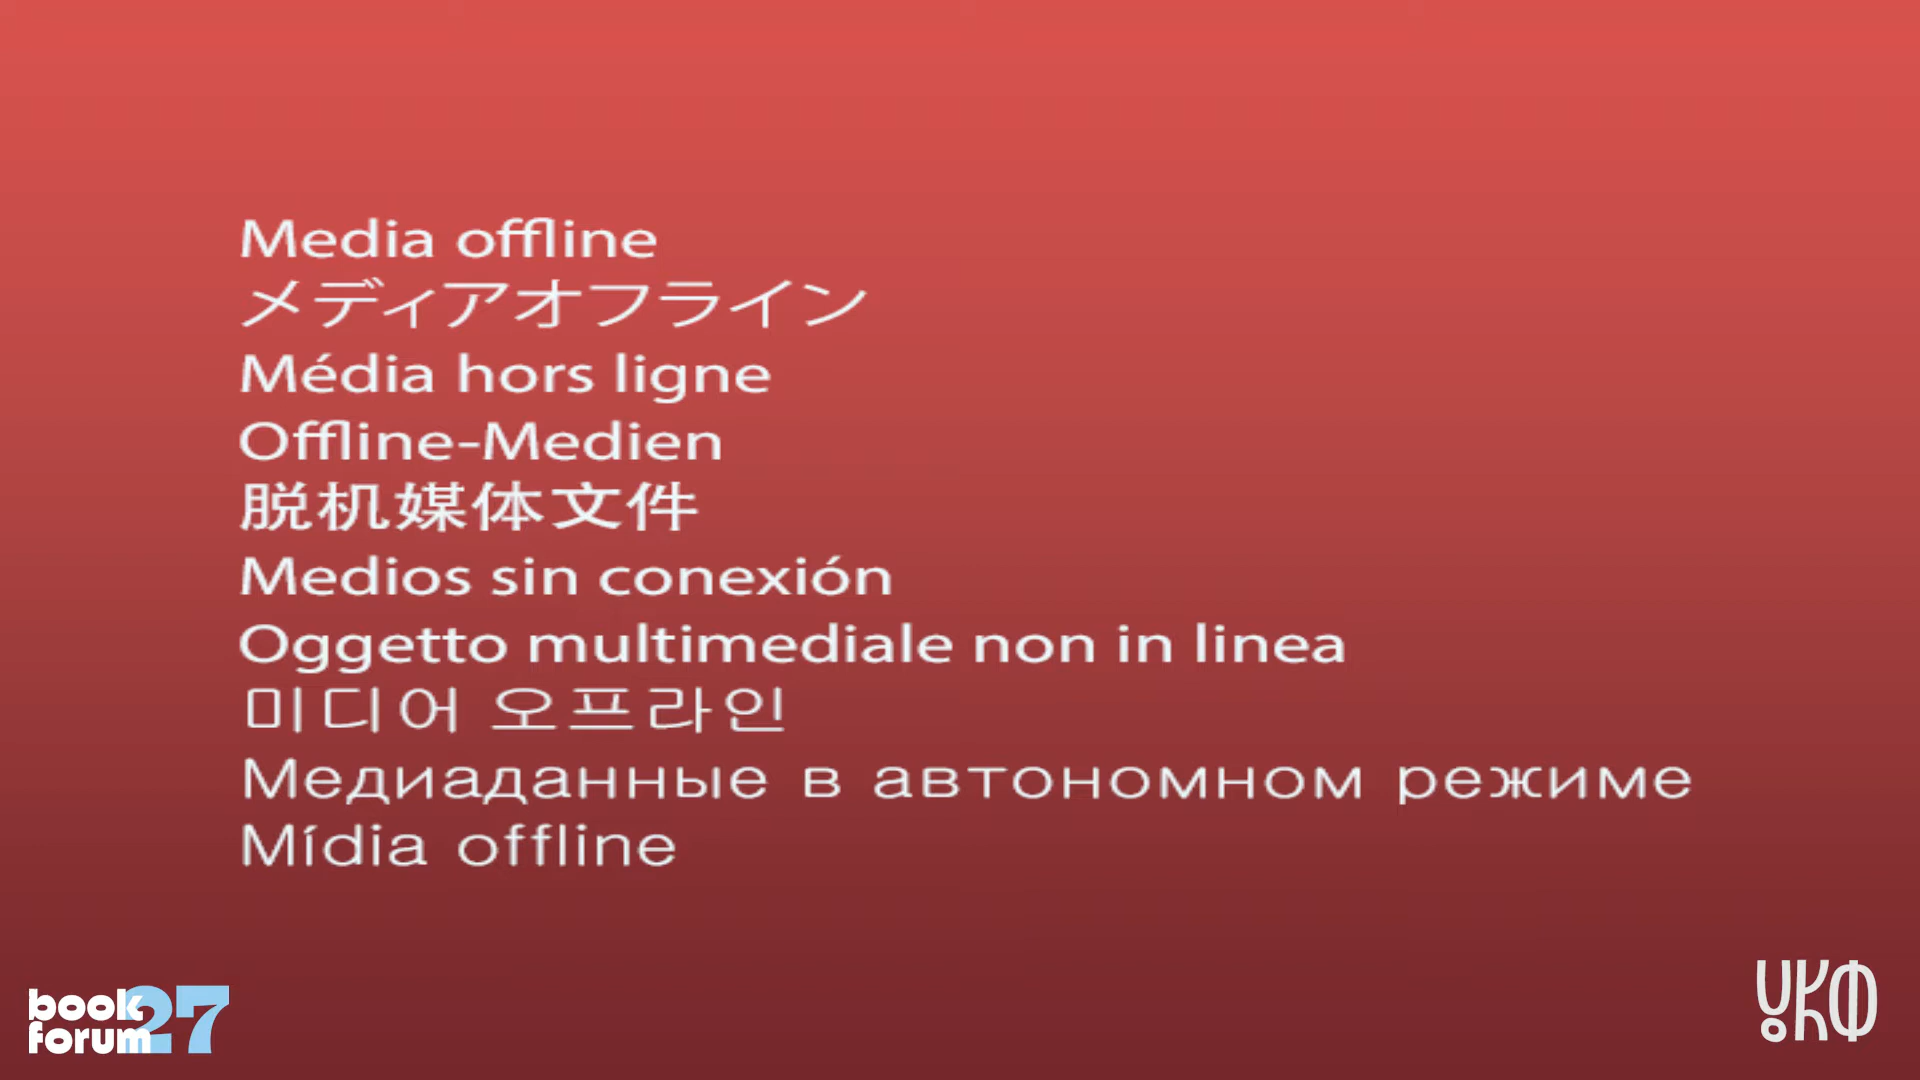 Media offline
メディアオフライン
Média hors ligne
Offline-Medien
脱机媒体文件
Medios sin conexión
Oggetto multimediale non in linea
미디어 오프라인
Медиаданные в автономном режиме
Mídia offline
book
forum 27
УКФ